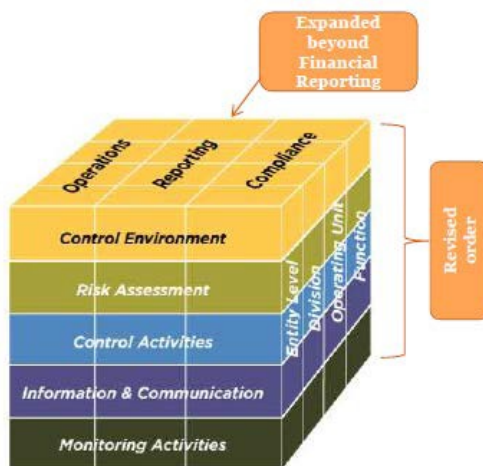 Expanded
beyond
Financial
Reporting
Operations
Reporting
Compliance
Control Environment
Risk Assessment
Control Activities
Information & Communication
Monitoring Activities
Entity Level
Division
Operating Unit
Function
Revised
order